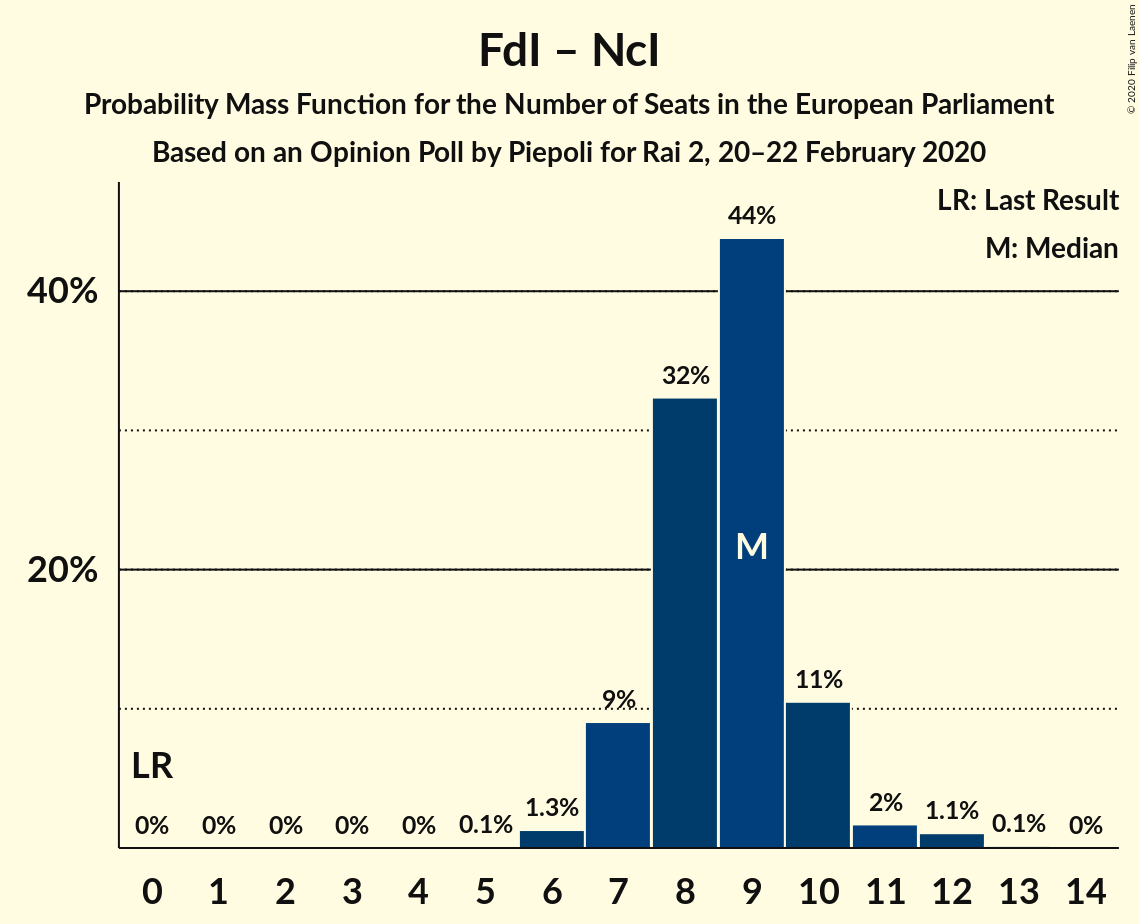 FdI – NcI
Probability Mass Function for the Number of Seats in the European Parliament
Based on an Opinion Poll by Piepoli for Rai 2, 20–22 February 2020
© 2020 Filip van Laenen
LR: Last Result
M: Median
40%
20%
LR
0%
0%
0%
0%
0%
0.1%
1.3%
9%
32%
44%
M
11%
2%
1.1%
0.1%
0%
0 1 2 3 4 5 6 7 8 9 10 11 12 13 14